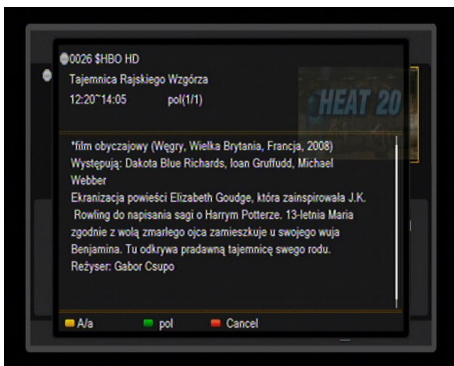 0026 $HBO HD
Tajemnica Rajskiego Wzgórza
12:20~14:05 pol(1/1)
HEAT 20
*film obyczajowy (Węgry, Wielka Brytania, Francja, 2008)
Występują: Dakota Blue Richards, Ioan Gruffudd, Michael
Webber
Ekranizacja powieści Elizabeth Goudge, która zainspirowała J.K.
Rowling do napisania sagi o Harrym Potterze. 13-letnia Maria
zgodnie z wolą zmarłego ojca zamieszkuje u swojego wuja
Benjamina. Tu odkrywa pradawną tajemnicę swego rodu.
Reżyser: Gabor Csupo
A/a pol Cancel